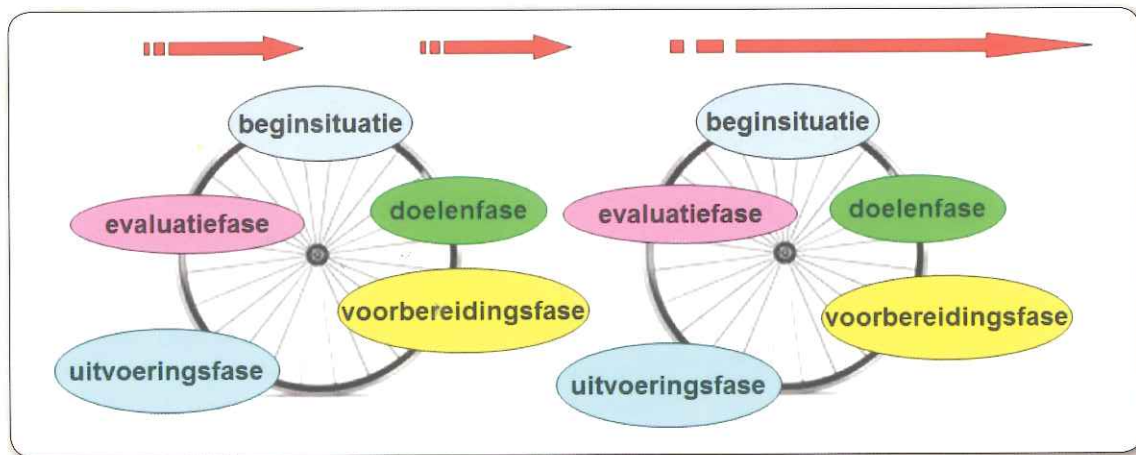 beginsituatie
evaluatiefase
doelenfase
voorbereidingsfase
uitvoeringsfase
beginsituatie
evaluatiefase
doelenfase
voorbereidingsfase
uitvoeringsfase